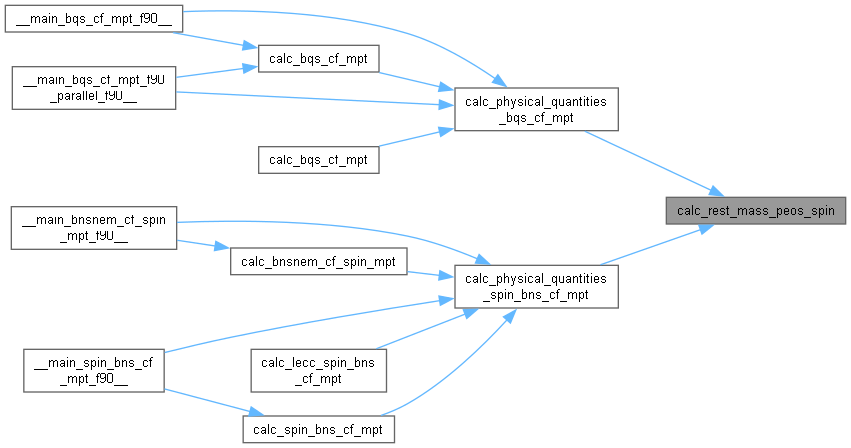 __main_bqs_cf_mpt_f90__
calc_bqs_cf_mpt
__main_bqs_cf_mpt_f90
_parallel_f90__
calc_physical_quantities
_bqs_cf_mpt
calc_bqs_cf_mpt
calc_rest_mass_peos_spin
__main_bnsnem_cf_spin
_mpt_f90__
calc_bnsnem_cf_spin_mpt
calc_physical_quantities
_spin_bns_cf_mpt
__main_spin_bns_cf
_mpt_f90__
calc_lecc_spin_bns
_cf_mpt
calc_spin_bns_cf_mpt